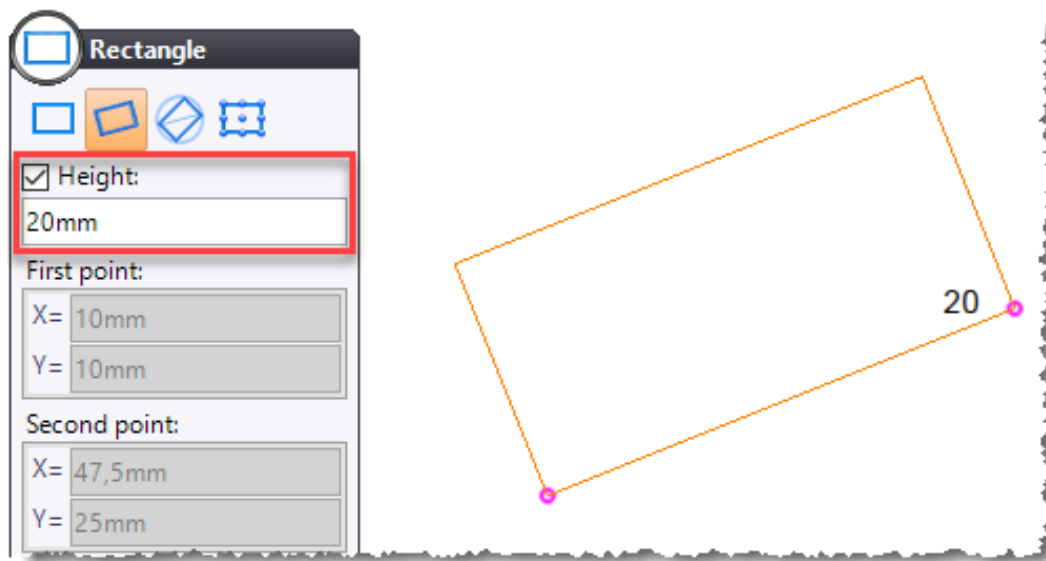 Rectangle
Height:
20mm
First point:
X= 10mm
Y= 10mm
Second point:
X= 47,5mm
Y= 25mm
20